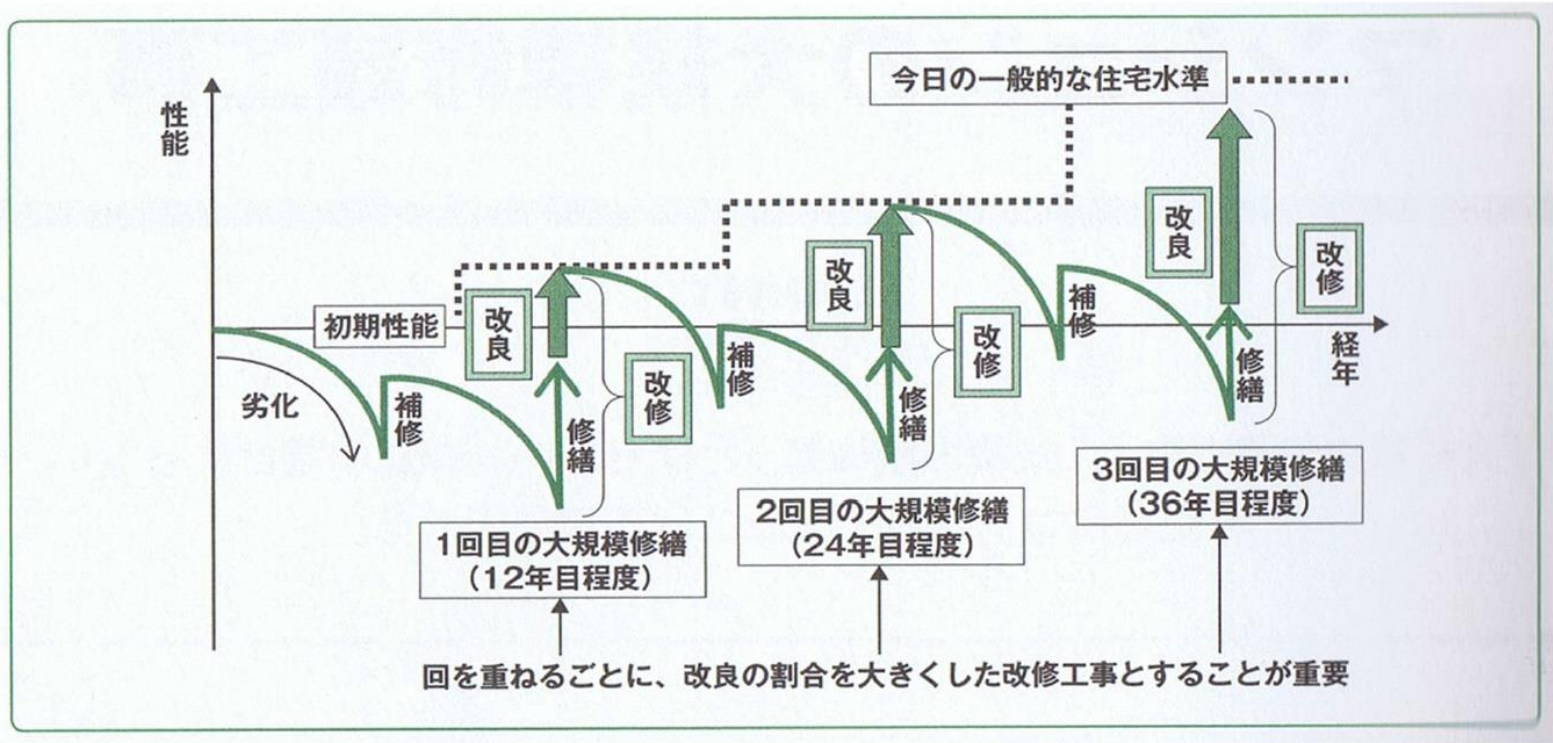 今日の一般的な住宅水準
性能
初期性能
劣化
補修
改良
修繕
改修
補修
改良
修繕
改修
補修
改良
修繕
改修
経年
1回目の大規模修繕
（12年目程度）
2回目の大規模修繕
（24年目程度）
3回目の大規模修繕
（36年目程度）
回を重ねるごとに、改良の割合を大きくした改修工事とすることが重要